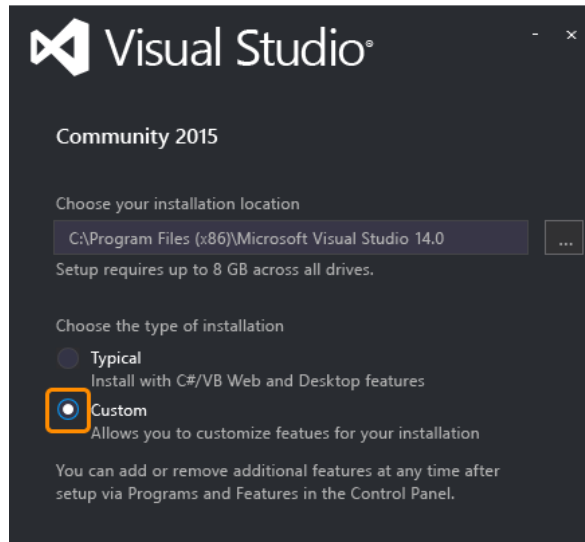 Visual Studio®
Community 2015
Choose your installation location
C:\Program Files (x86)\Microsoft Visual Studio 14.0
...
Setup requires up to 8 GB across all drives.
Choose the type of installation
Typical
Install with C#/VB Web and Desktop features
Custom
Allows you to customize featues for your installation
You can add or remove additional features at any time after
setup via Programs and Features in the Control Panel.